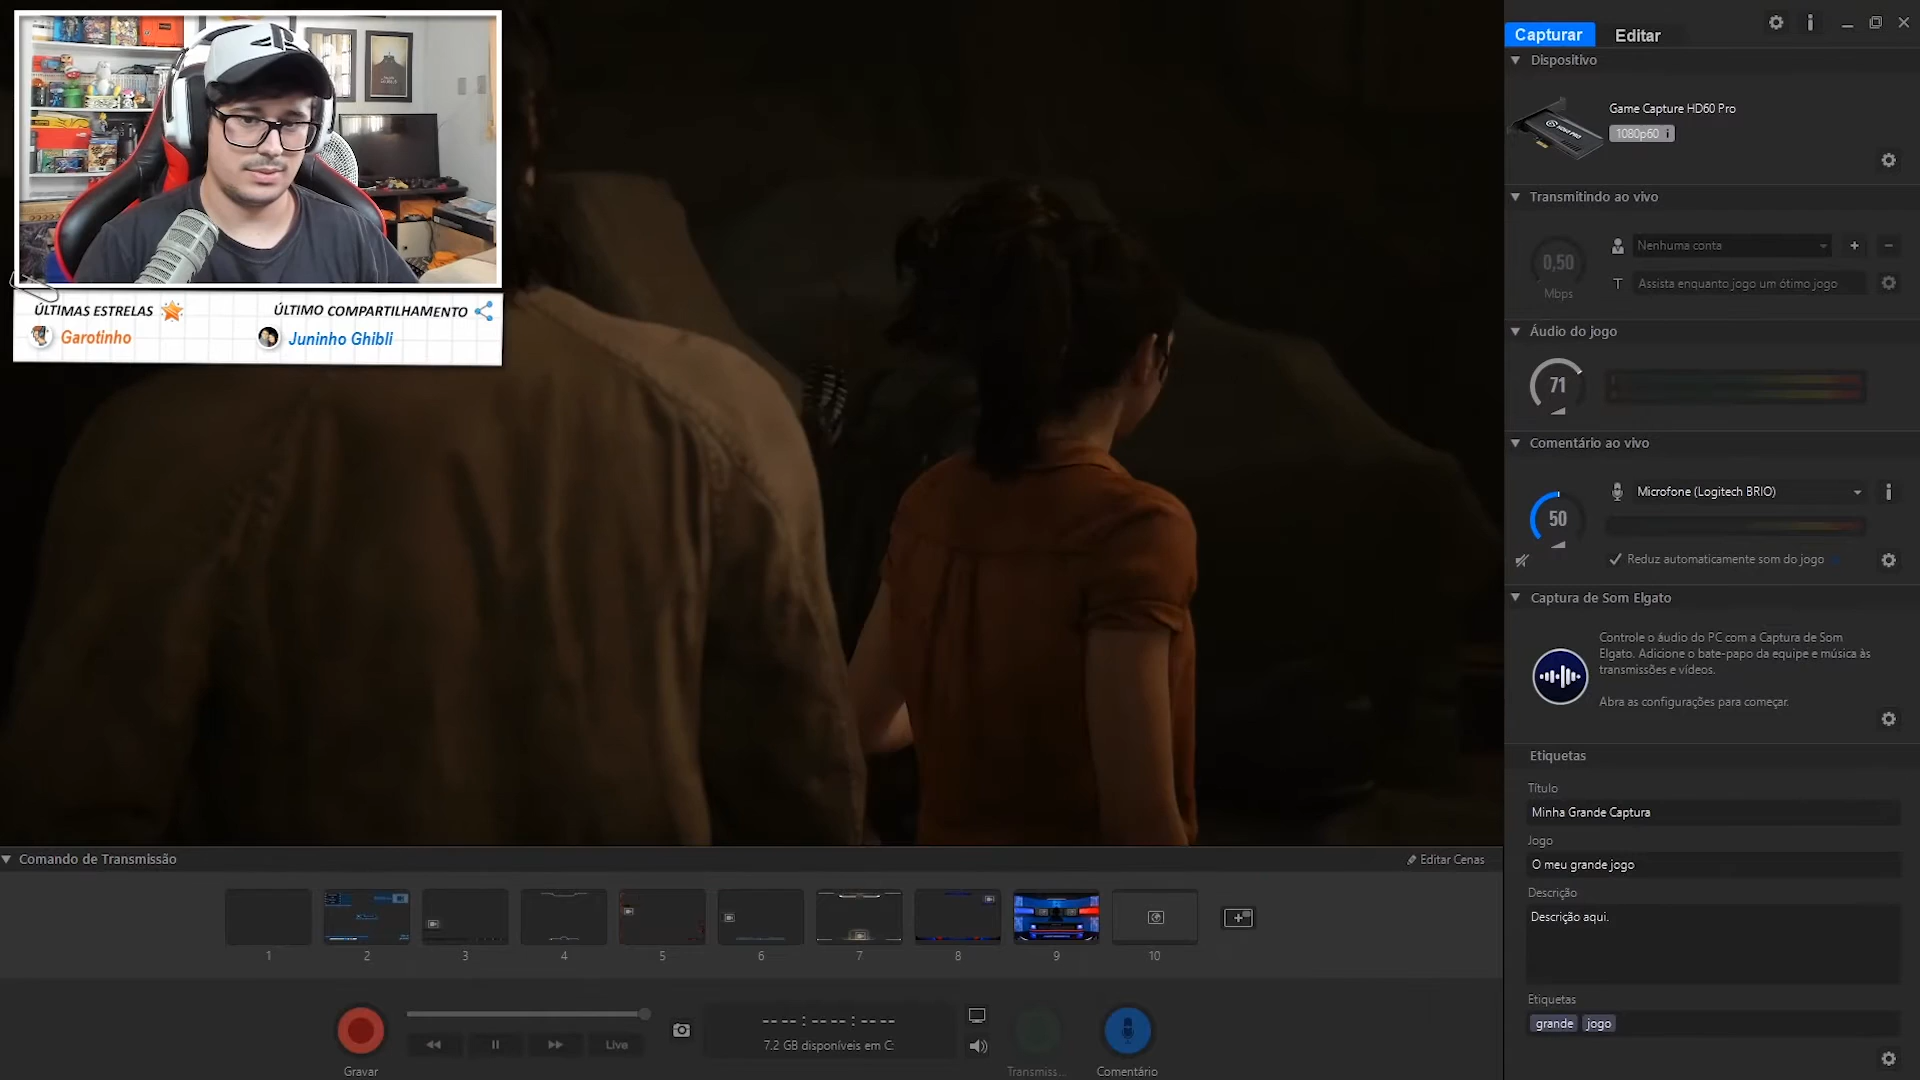 ÚLTIMAS ESTRELAS
ÚLTIMO COMPARTILHAMENTO
Garotinho
Juninho Ghibli
Capturar
Editar
Dispositivo
Game Capture HD60 Pro
1080p60 i
Transmitindo ao vivo
0,50
Mbps
Nenhuma conta
T
Assista enquanto jogo um ótimo jogo
Áudio do jogo
71
Comentário ao vivo
50
Microfone (Logitech BRIO)
Reduz automaticamente som do jogo
Captura de Som Elgato
Controle o áudio do PC com a Captura de Som
Elgato. Adicione o bate-papo da equipe e música às
transmissões e vídeos.
Abra as configurações para começar.
Etiquetas
Título
Minha Grande Captura
Jogo
O meu grande jogo
Descrição
Descrição aqui.
Etiquetas
grande jogo
Comando de Transmissão
Editar Cenas
1 2 3 4 5 6 7 8 9 10
Live
-- -- : -- -- : -- --
7.2 GB disponíveis em C:
Gravar
Transmiss...
Comentário